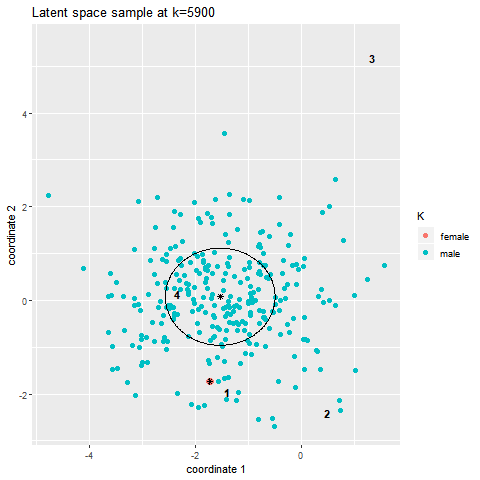 Latent space sample at k=5900
3
4
2
0
-2
4
1
2
-4
-2
0
coordinate 1
coordinate 2
K
female
male